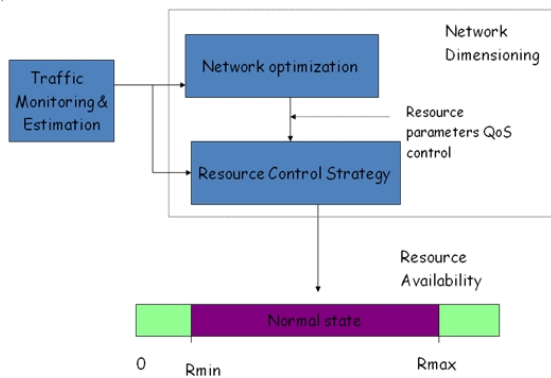 Network
Dimensioning
Network optimization
Traffic
Monitoring &
Estimation
Resource
parameters QoS
control
Resource Control Strategy
Resource
Availability
Normal state
0
Rmin
Rmax